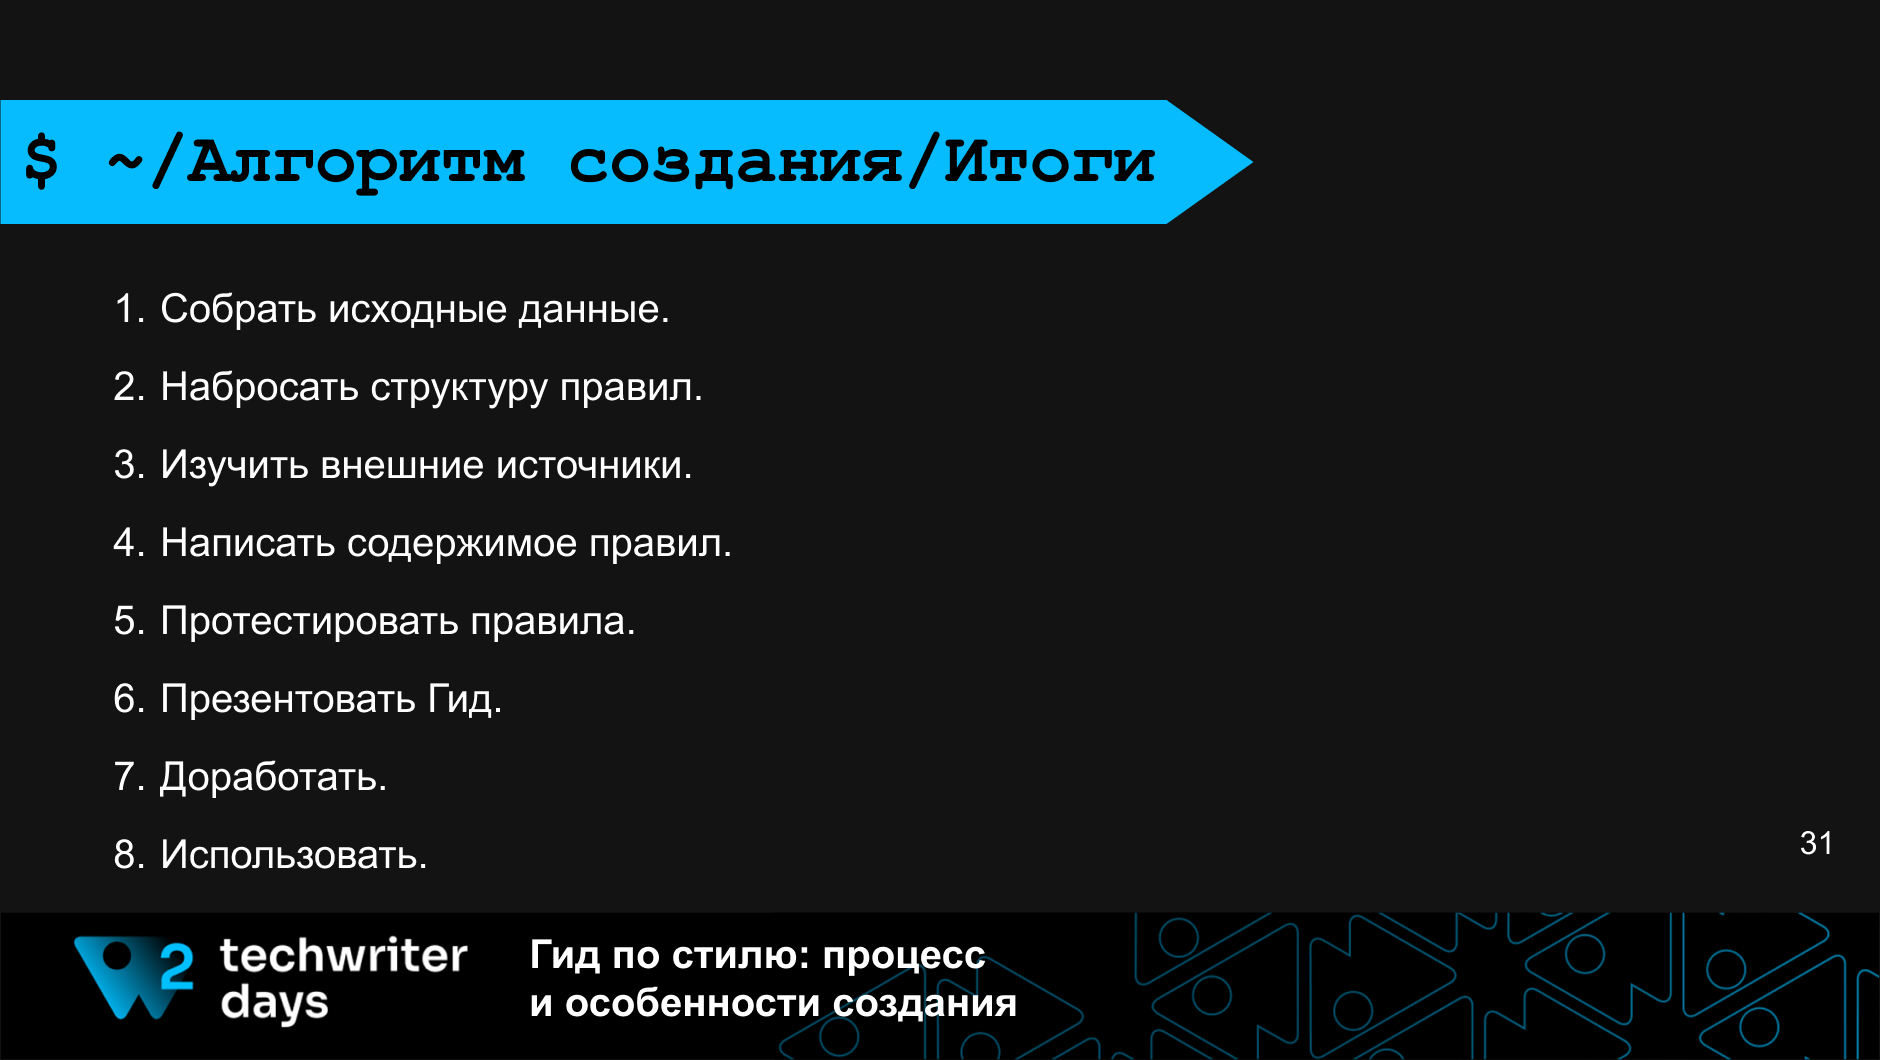 $ ~/Алгоритм создания/Итоги
1. Собрать исходные данные.
2. Набросать структуру правил.
3. Изучить внешние источники.
4. Написать содержимое правил.
5. Протестировать правила.
6. Презентовать Гид.
7. Доработать.
8. Использовать.
31
2 techwriter
days
Гид по стилю: процесс
и особенности создания